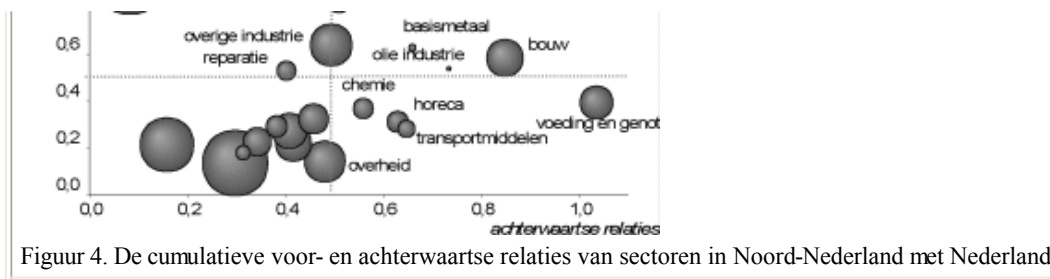 basismetaal
overige industrie
0,6
bouw
olie industrie
reparatie
chemie
0,4
horeca
voeding en genot
transportmiddelen
0,2
overheid
0,0
0,0 0,2 0,4 0,6 0,8 1,0
achterwaartse relaties
Figuur 4. De cumulatieve voor- en achterwaartse relaties van sectoren in Noord-Nederland met Nederland